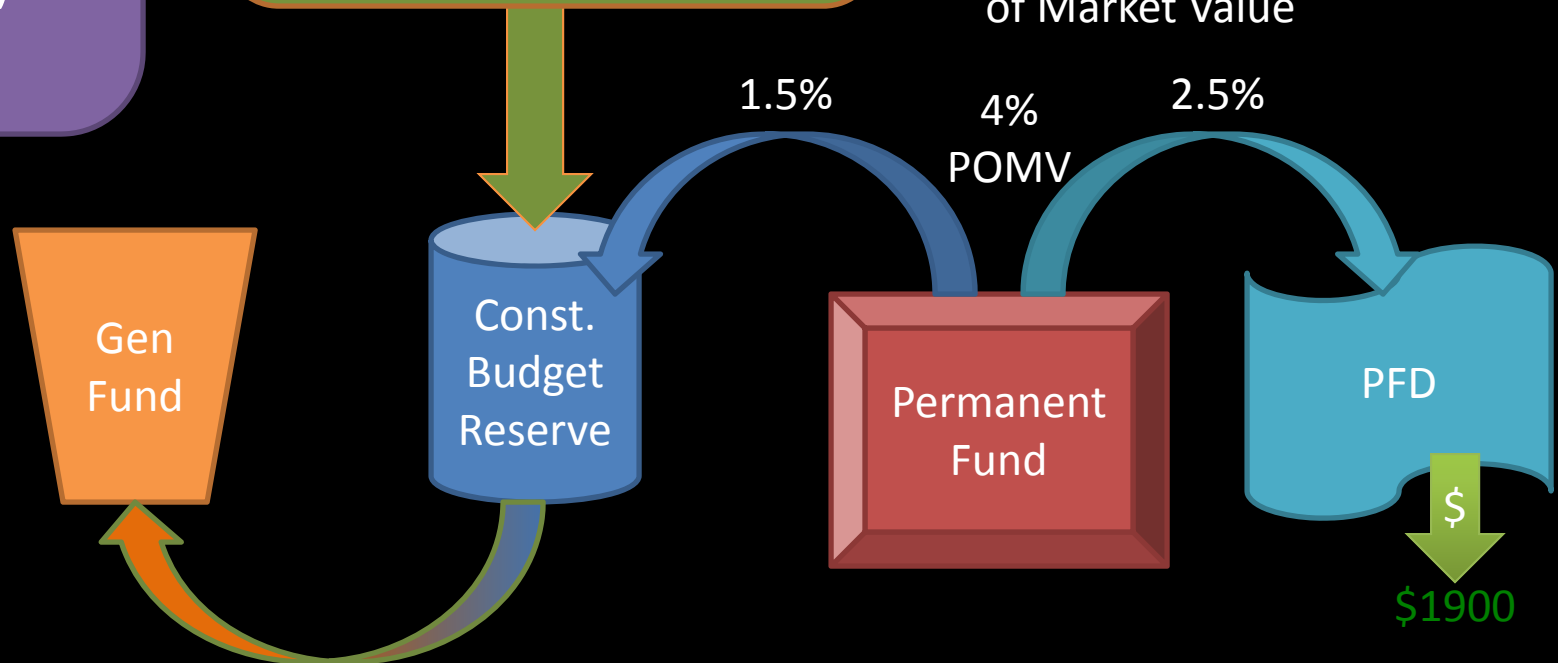 of Market Value
1.5%
4%
POMV
2.5%
Gen
Fund
Const.
Budget
Reserve
Permanent
Fund
PFD
$
$1900